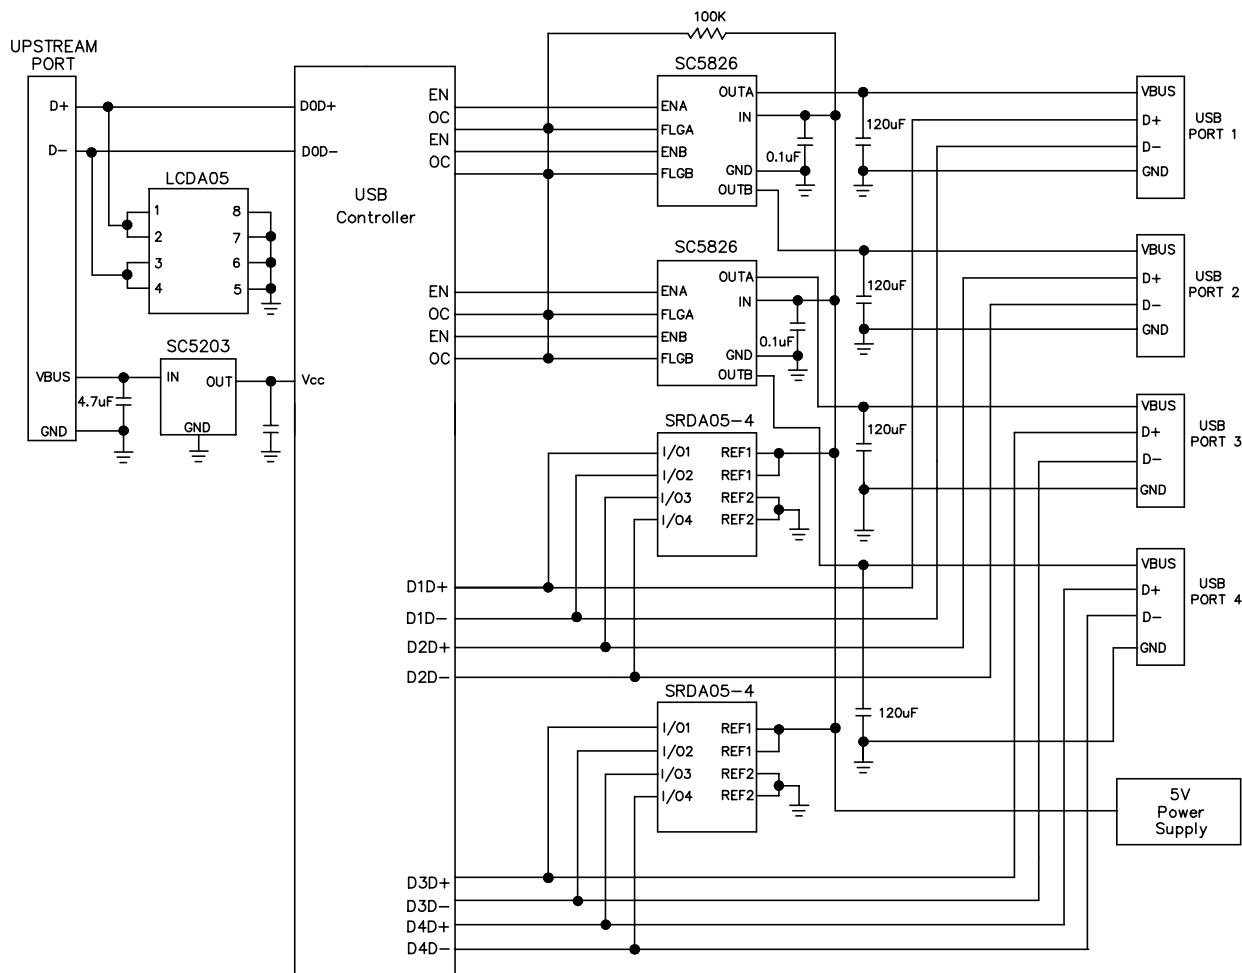 100K
UPSTREAM
PORT
D+
D-
VBUS
GND
4.7uF
LCDA05
1
2
3
4
8
7
6
5
SC5203
IN
OUT
GND
D0D+
D0D-
USB
Controller
Vcc
EN
OC
EN
OC
EN
OC
EN
OC
D1D+
D1D-
D2D+
D2D-
D3D+
D3D-
D4D+
D4D-
SC5826
ENA
FLGA
ENB
FLGB
OUTA
IN
GND
OUTB
0.1uF
SC5826
ENA
FLGA
ENB
FLGB
OUTA
IN
GND
OUTB
0.1uF
SRDA05-4
I/O1
I/O2
I/O3
I/O4
REF1
REF1
REF2
REF2
SRDA05-4
I/O1
I/O2
I/O3
I/O4
REF1
REF1
REF2
REF2
120uF
120uF
120uF
120uF
VBUS
D+
D-
GND
USB
PORT 1
VBUS
D+
D-
GND
USB
PORT 2
VBUS
D+
D-
GND
USB
PORT 3
VBUS
D+
D-
GND
USB
PORT 4
5V
Power
Supply